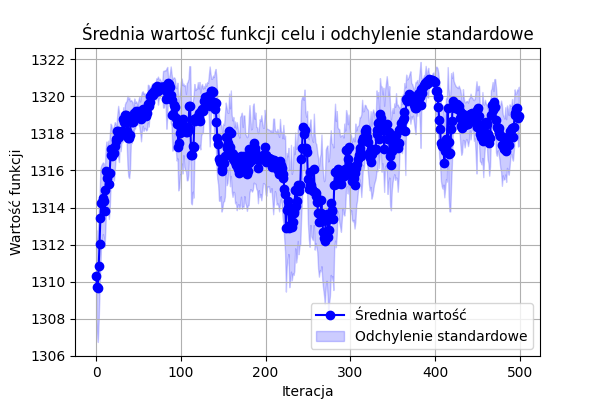 Średnia wartość funkcji celu i odchylenie standardowe
Wartość funkcji
1322
1320
1318
1316
1314
1312
1310
1308
1306
0 100 200 300 400 500
Iteracja
Średnia wartość
Odchylenie standardowe